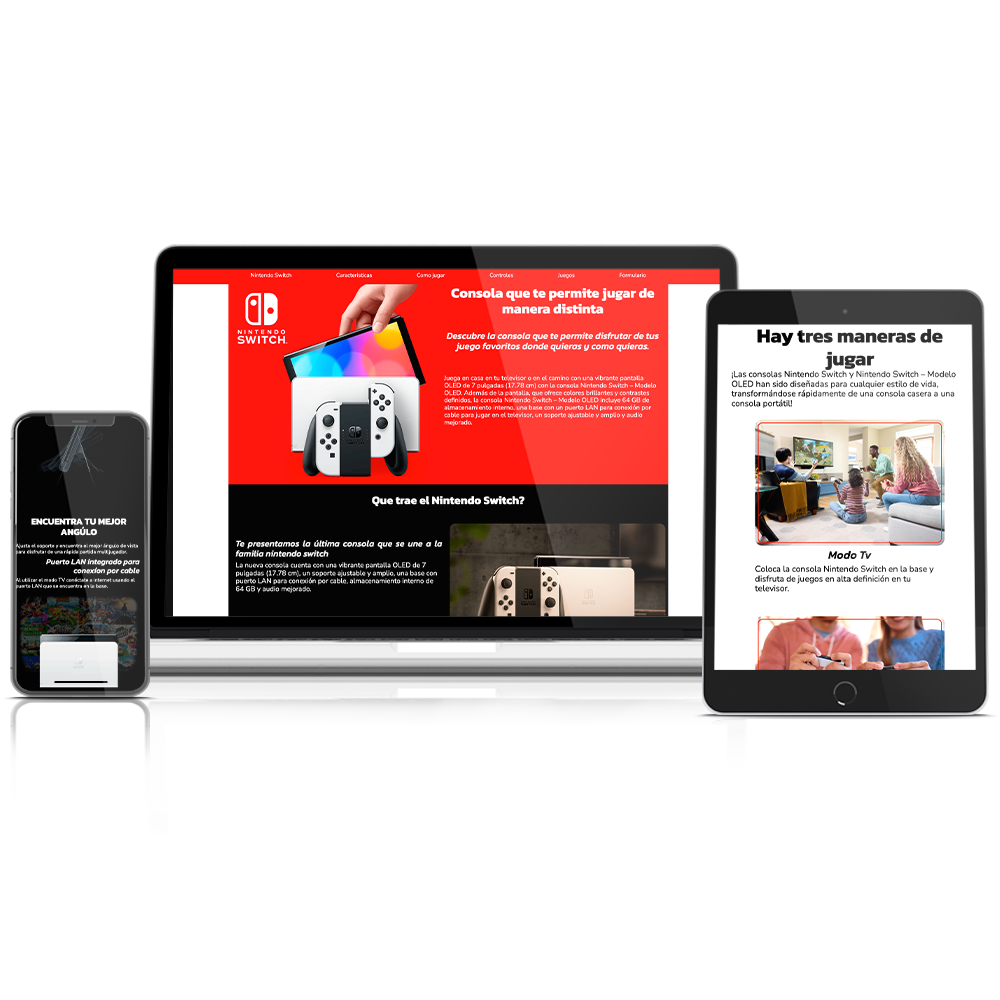 Nintendo Switch Características Como jugar Controles Juegos Formulario
NINTENDO
SWITCH.
Consola que te permite jugar de
manera distinta
Descubre la consola que te permite disfrutar de tus
juego favoritos donde quieras y como quieras.
Juega en casa en tu televisor o en el camino con una vibrante pantalla
OLED de 7 pulgadas (17.78 cm) con la consola Nintendo Switch – Modelo
OLED. Además de la pantalla, que ofrece colores brillantes y contrastes
definidos, la consola Nintendo Switch – Modelo OLED incluye 64 GB de
almacenamiento interno, una base con un puerto LAN para conexión por
cable para jugar en el televisor, un soporte ajustable y amplio y audio
mejorado.
Que trae el Nintendo Switch?
Te presentamos la última consola que se une a la
familia nintendo switch
La nueva consola cuenta con una vibrante pantalla OLED de 7
pulgadas (17.78 cm), un soporte ajustable y amplio, una base con
puerto LAN para conexión por cable, almacenamiento interno de
64 GB y audio mejorado.
Hay tres maneras de
jugar
¡Las consolas Nintendo Switch y Nintendo Switch – Modelo
OLED han sido diseñadas para cualquier estilo de vida,
transformándose rápidamente de una consola casera a una
consola portátil!
Modo Tv
Coloca la consola Nintendo Switch en la base y
disfruta de juegos en alta definición en tu
televisor.
ENCUENTRA TU MEJOR
ANGÚLO
Ajusta el soporte y encuentra el mejor ángulo de vista
para disfrutar de una rápida partida multijugador.
Puerto LAN integrado para
conexion por cable
Al utilizar el modo TV conéctate a internet usando el
puerto LAN que se encuentra en la base.